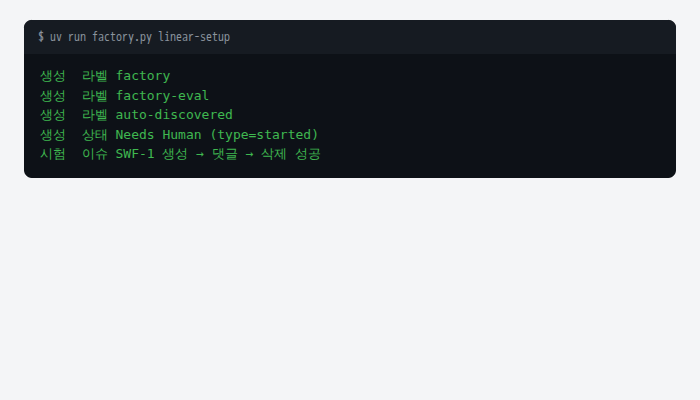 $ uv run factory.py linear-setup
생성  라벨 factory
생성  라벨 factory-eval
생성  라벨 auto-discovered
생성  상태 Needs Human (type=started)
시험  이슈 SWF-1 생성 → 댓글 → 삭제 성공